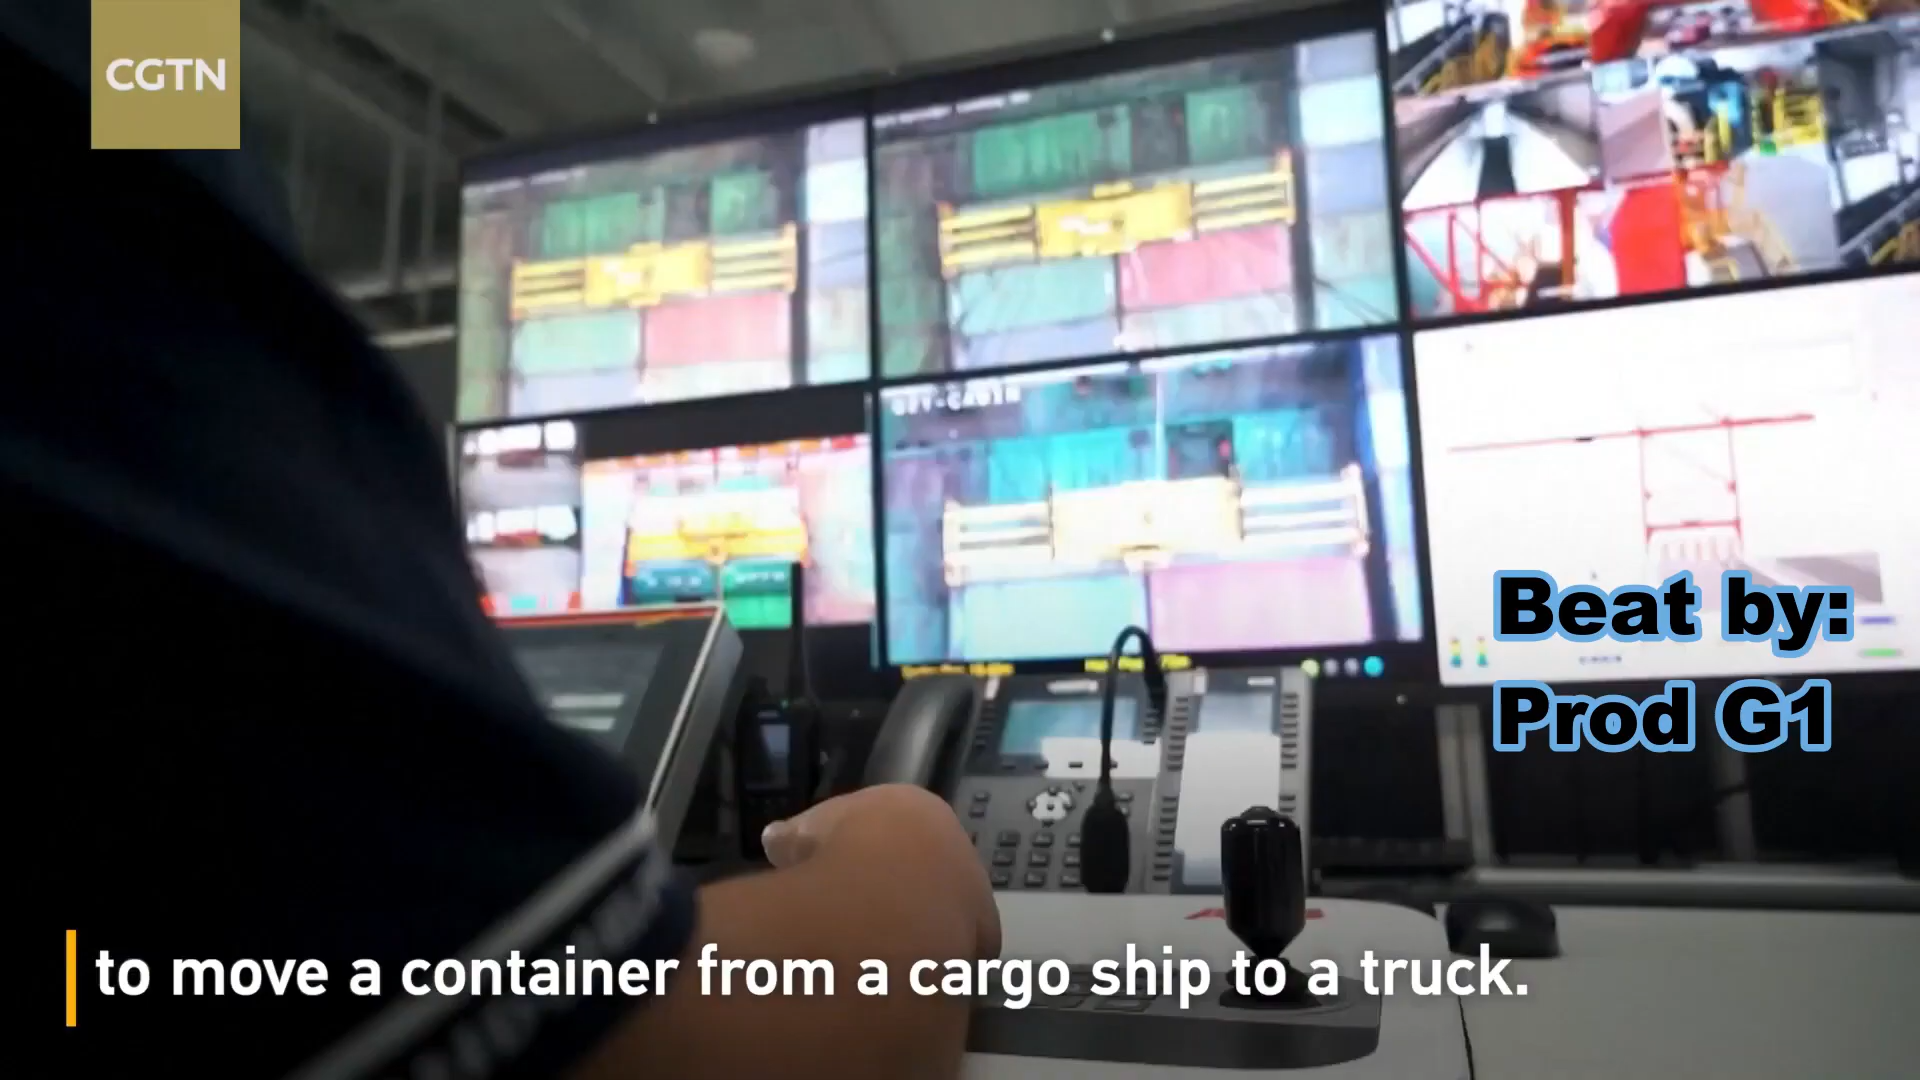 CGTN
Beat by:
Prod G1
to move a container from a cargo ship to a truck.